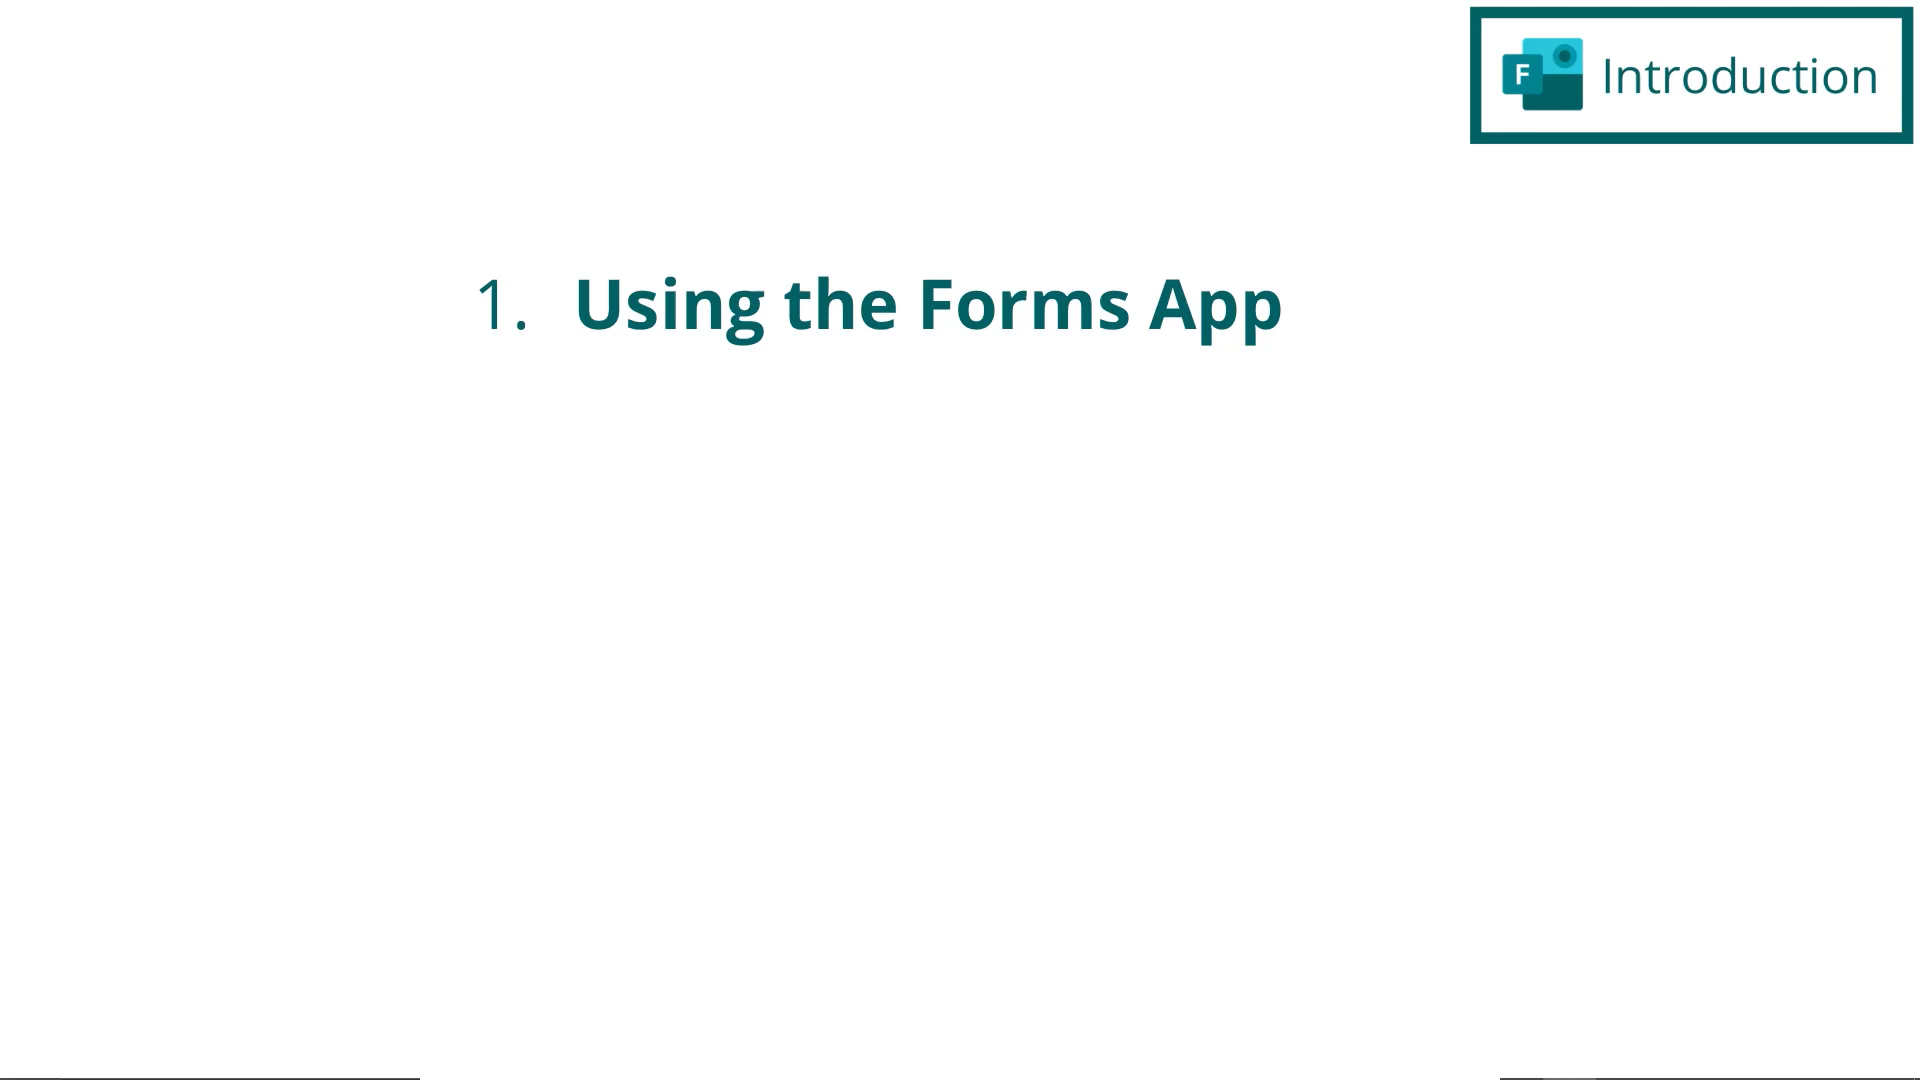 F Introduction
1. Using the Forms App